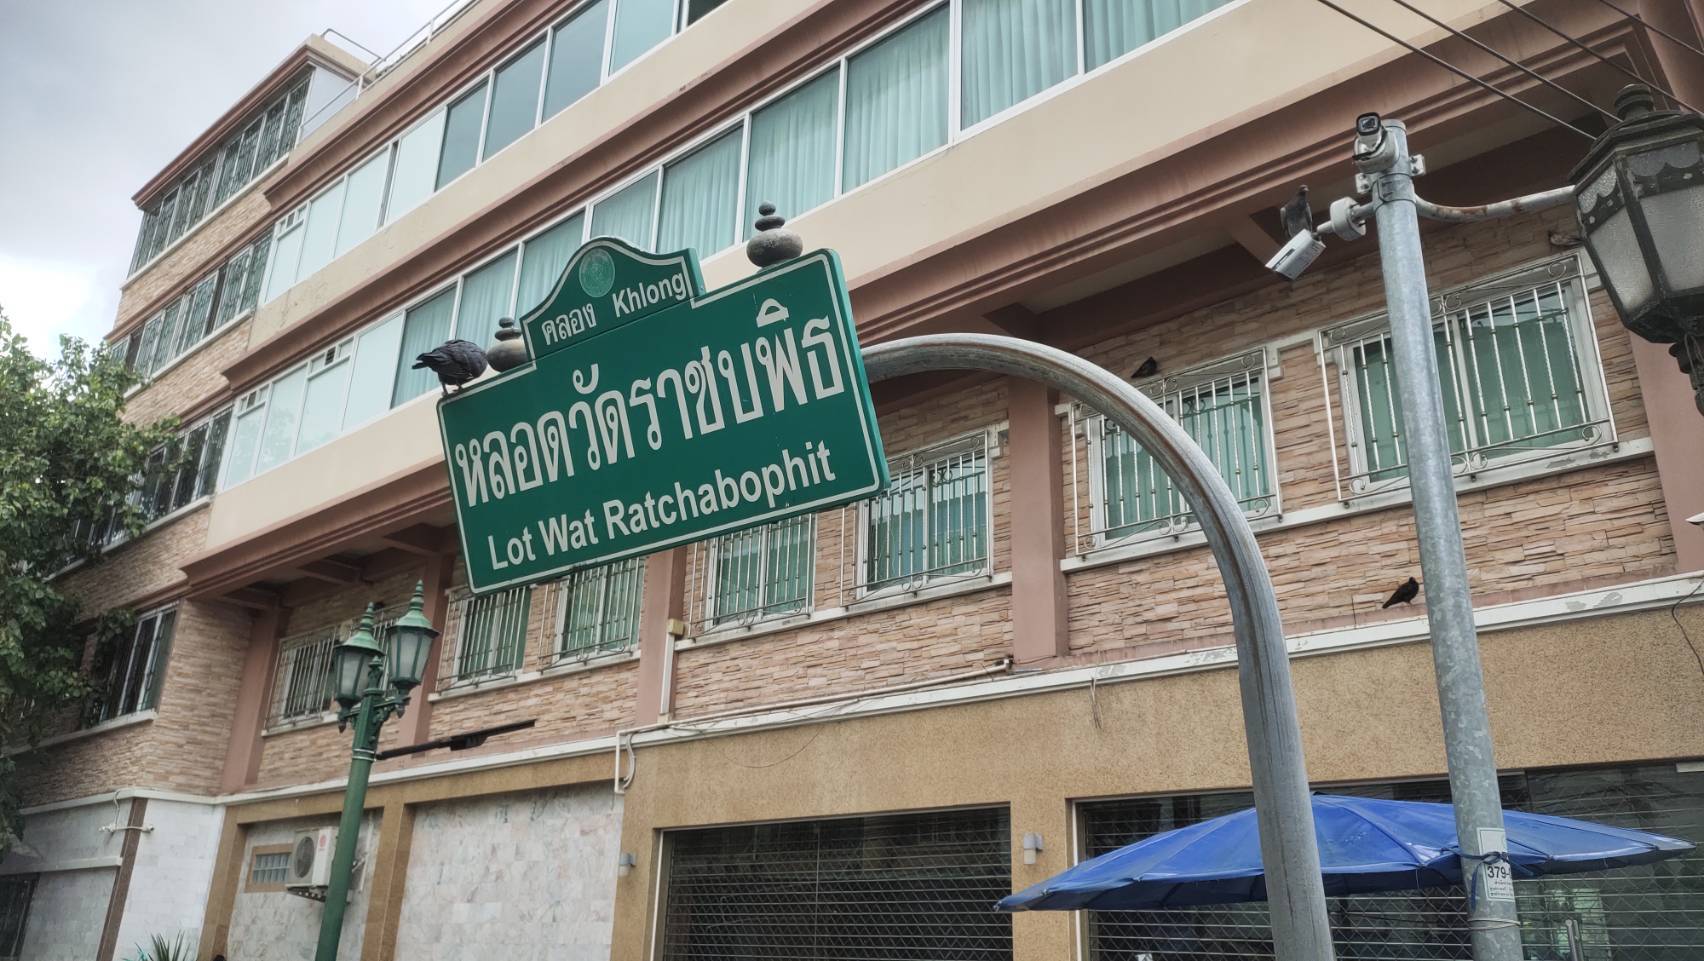 คลอง Khlong
หลอดวัดราชบพิธ
Lot Wat Ratchabophit
379-